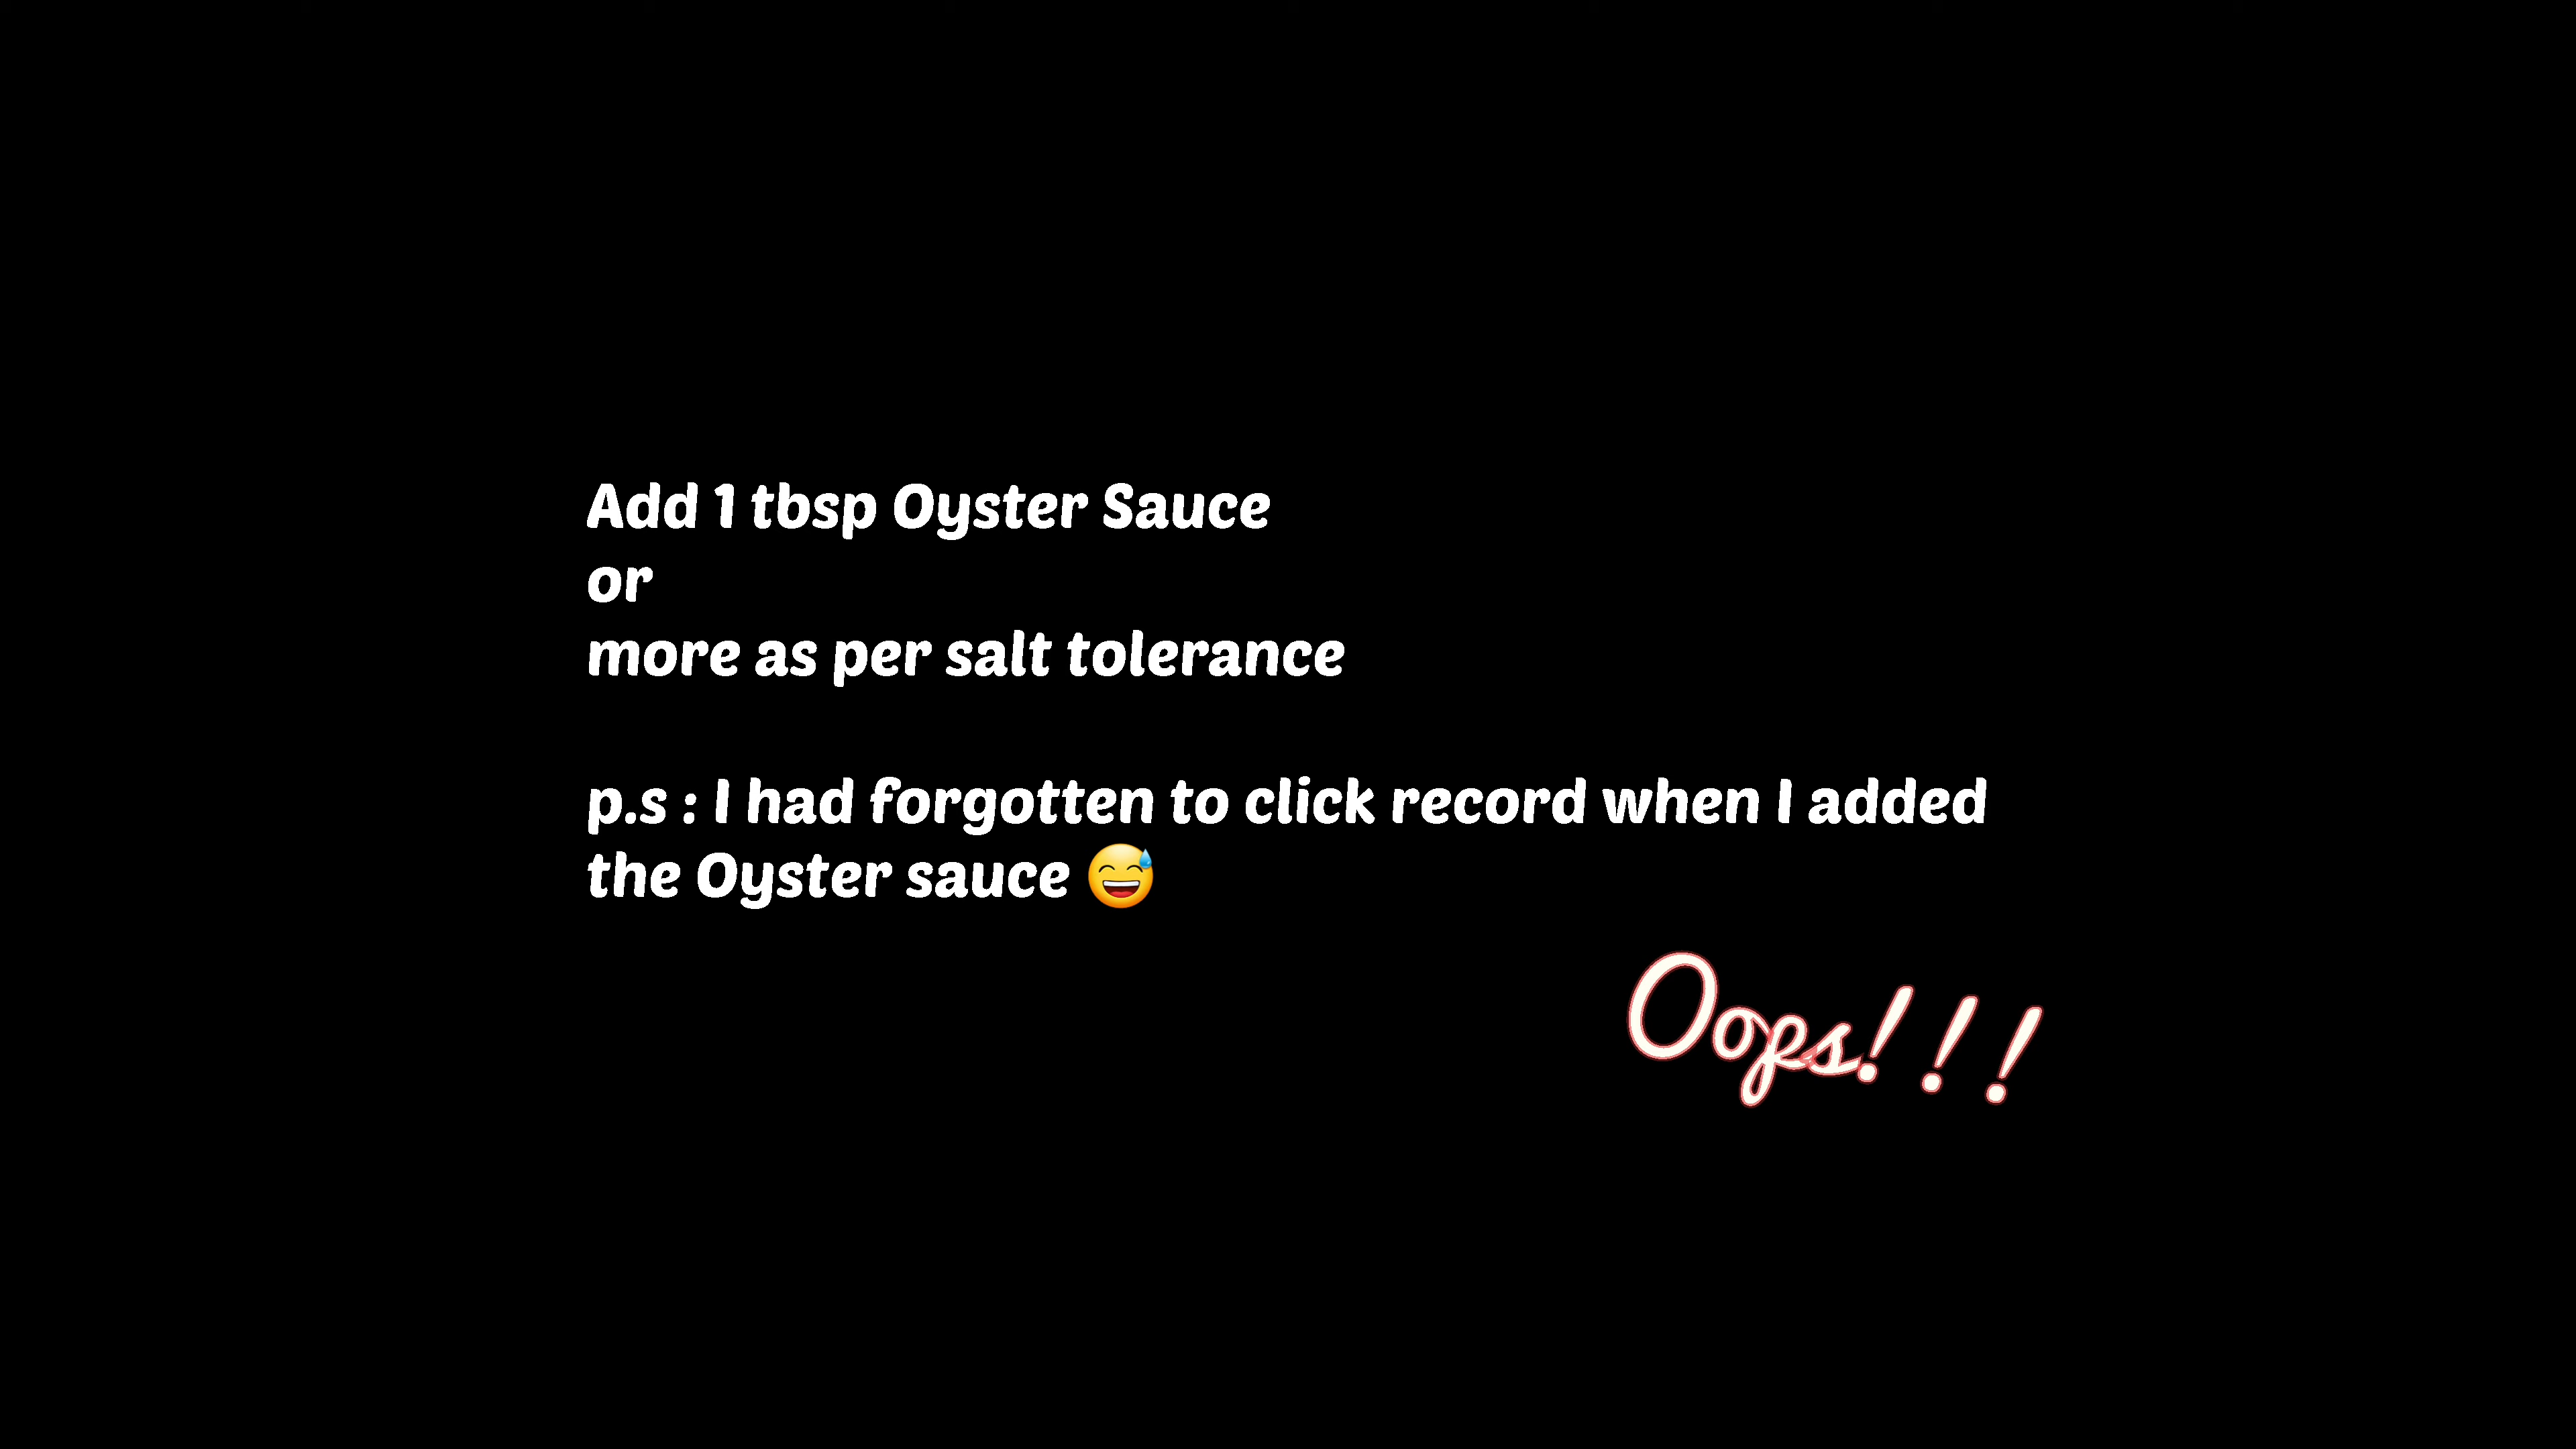 Add 1 tbsp Oyster Sauce
or
more as per salt tolerance
p.s : I had forgotten to click record when I added
the Oyster sauce 😅
Oops!!!